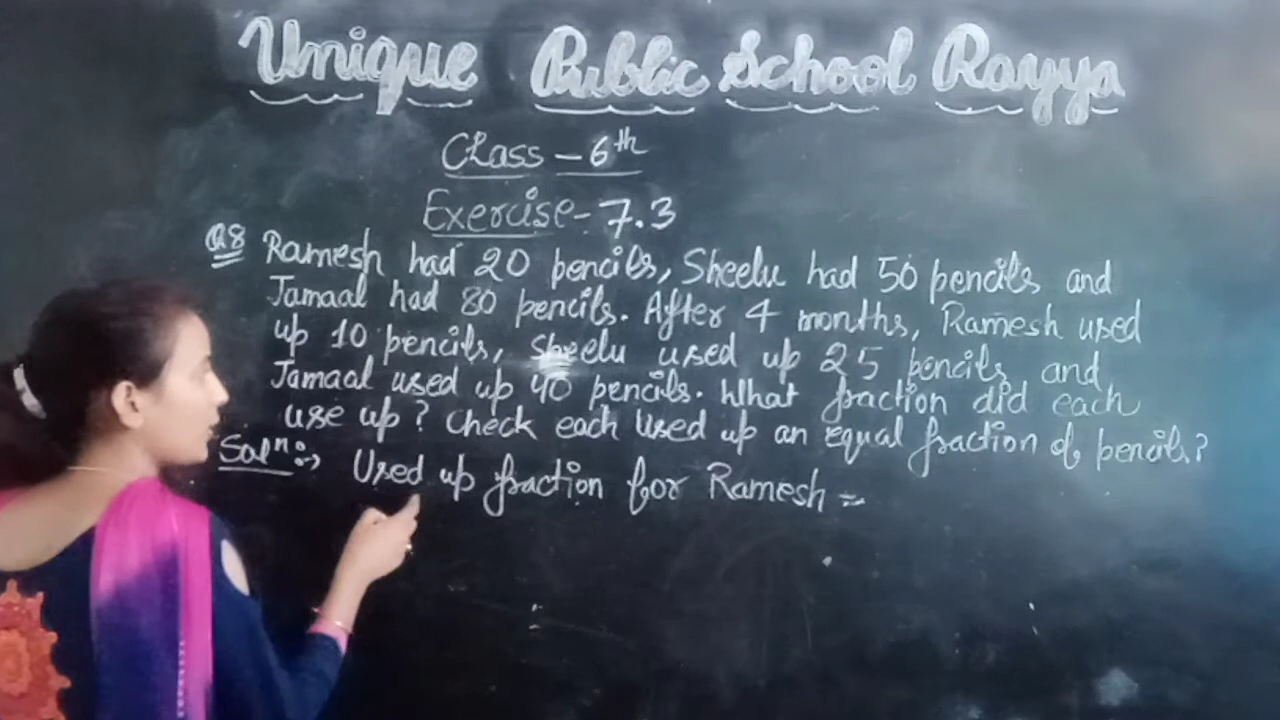 Unique Public School Rayya
Class - 6th
Exercise - 7.3
Q8 Ramesh had 20 pencils, Sheelu had 50 pencils and
Jamaal had 80 pencils. After 4 months, Ramesh used
up 10 pencils, Sheelu used up 25 pencils and
Jamaal used up 40 pencils. What fraction did each
use up? Check each used up an equal fraction of pencils?
Solⁿ:→ Used up fraction for Ramesh =